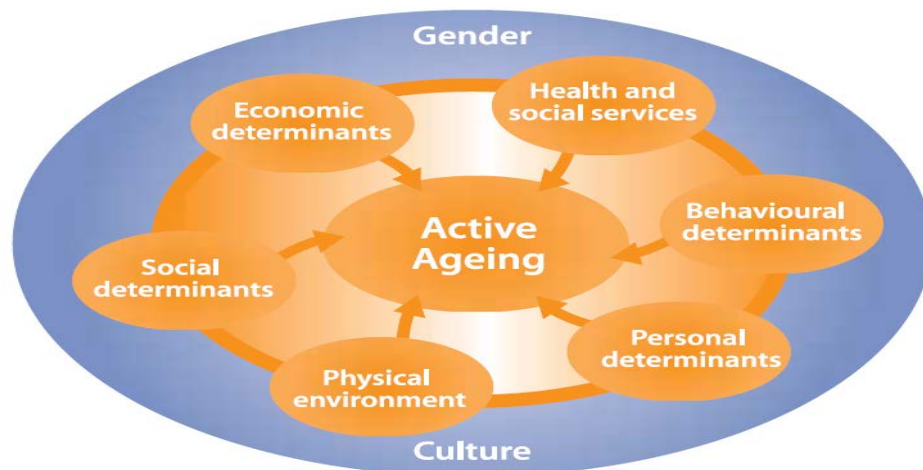 Gender
Economic
determinants
Health and
social services
Active
Ageing
Behavioural
determinants
Social
determinants
Personal
determinants
Physical
environment
Culture